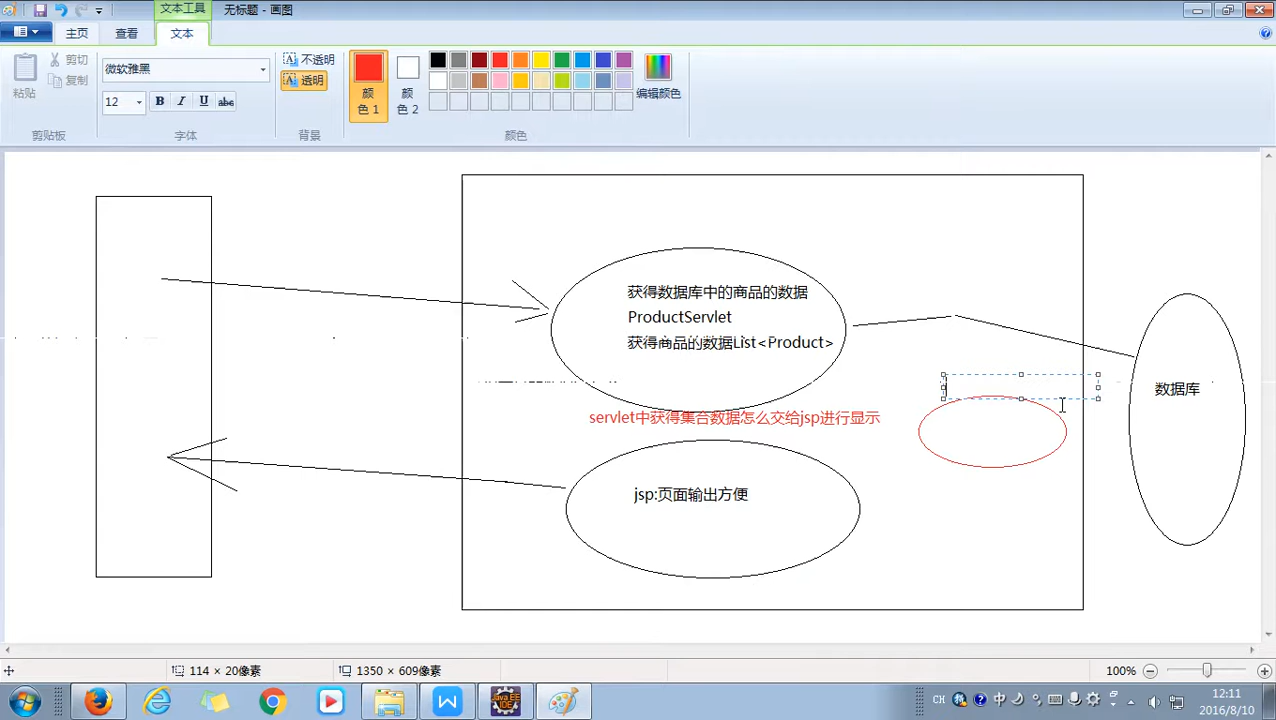 文本工具
无标题 - 画图
主页
查看
文本
粘贴
剪切
复制
剪贴板
微软雅黑
12
B I U abc
字体
不透明
透明
背景
颜
色 1
颜
色 2
编辑颜色
颜色
获得数据库中的商品的数据
ProductServlet
获得商品的数据List<Product>
servlet中获得集合数据怎么交给jsp进行显示
数据库
jsp:页面输出方便
114 × 20像素
1350 × 609像素
100%
Java EE
IDE
CH
中
12:11
2016/8/10